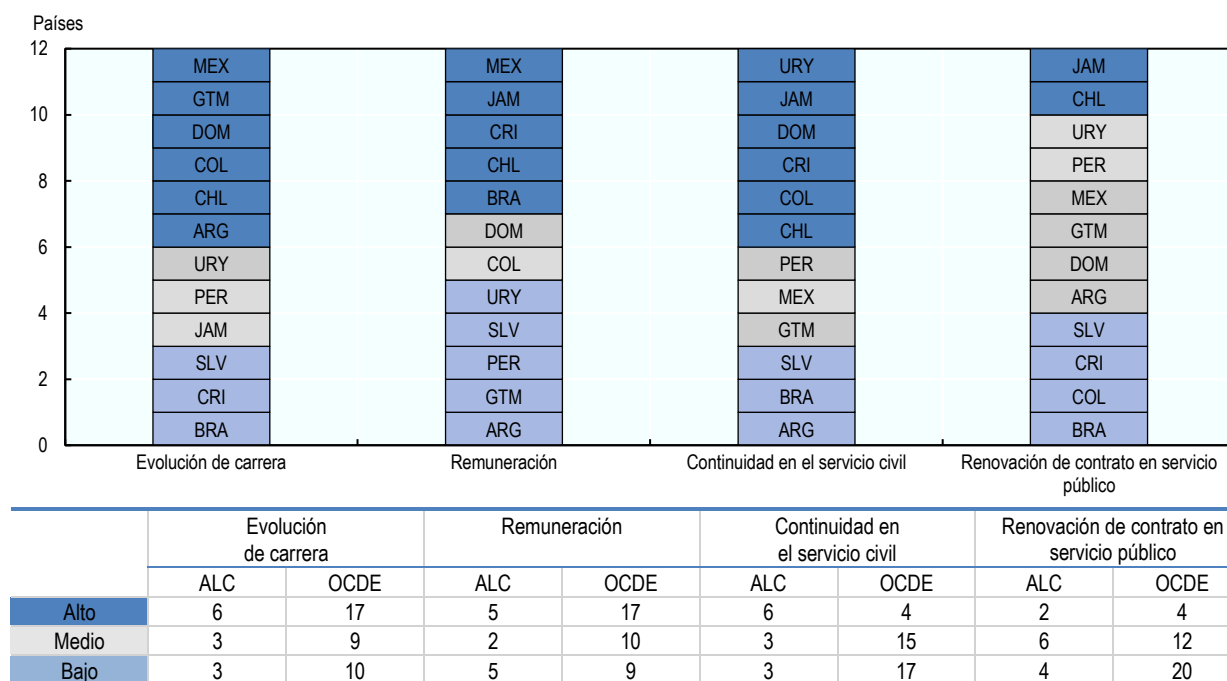 Países
12
10
8
6
4
2
0
MEX
GTM
DOM
COL
CHL
ARG
URY
PER
JAM
SLV
CRI
BRA
MEX
JAM
CRI
CHL
BRA
DOM
COL
URY
SLV
PER
GTM
ARG
URY
JAM
DOM
CRI
COL
CHL
PER
MEX
GTM
SLV
BRA
ARG
JAM
CHL
URY
PER
MEX
GTM
DOM
ARG
SLV
CRI
COL
BRA
Evolución de carrera
Remuneración
Continuidad en el servicio civil
Renovación de contrato en servicio
público
Evolución
de carrera
Remuneración
Continuidad en
el servicio civil
Renovación de contrato en
servicio público
ALC OCDE ALC OCDE ALC OCDE ALC OCDE
Alto 6 17 5 17 6 4 2 4
Medio 3 9 2 10 3 15 6 12
Bajo 3 10 5 9 3 17 4 20